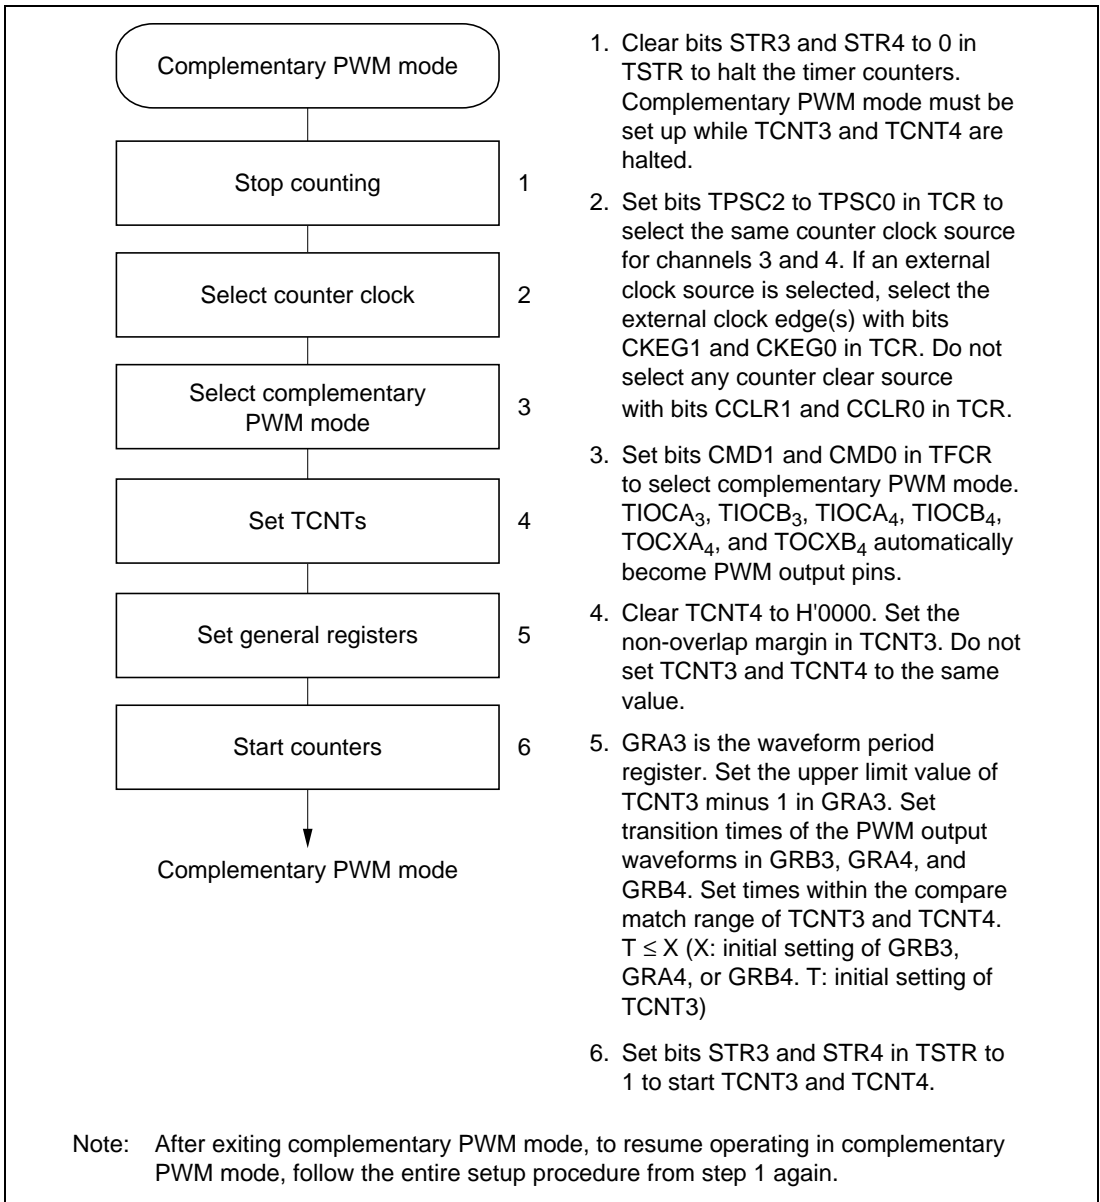 Complementary PWM mode
Stop counting
1
Select counter clock
2
Select complementary
PWM mode
3
Set TCNTs
4
Set general registers
5
Start counters
6
Complementary PWM mode
1. Clear bits STR3 and STR4 to 0 in
TSTR to halt the timer counters.
Complementary PWM mode must be
set up while TCNT3 and TCNT4 are
halted.
2. Set bits TPSC2 to TPSC0 in TCR to
select the same counter clock source
for channels 3 and 4. If an external
clock source is selected, select the
external clock edge(s) with bits
CKEG1 and CKEG0 in TCR. Do not
select any counter clear source
with bits CCLR1 and CCLR0 in TCR.
3. Set bits CMD1 and CMD0 in TFCR
to select complementary PWM mode.
TIOCA₃, TIOCB₃, TIOCA₄, TIOCB₄,
TOCXA₄, and TOCXB₄ automatically
become PWM output pins.
4. Clear TCNT4 to H'0000. Set the
non-overlap margin in TCNT3. Do not
set TCNT3 and TCNT4 to the same
value.
5. GRA3 is the waveform period
register. Set the upper limit value of
TCNT3 minus 1 in GRA3. Set
transition times of the PWM output
waveforms in GRB3, GRA4, and
GRB4. Set times within the compare
match range of TCNT3 and TCNT4.
T ≤ X (X: initial setting of GRB3,
GRA4, or GRB4. T: initial setting of
TCNT3)
6. Set bits STR3 and STR4 in TSTR to
1 to start TCNT3 and TCNT4.
Note: After exiting complementary PWM mode, to resume operating in complementary
PWM mode, follow the entire setup procedure from step 1 again.